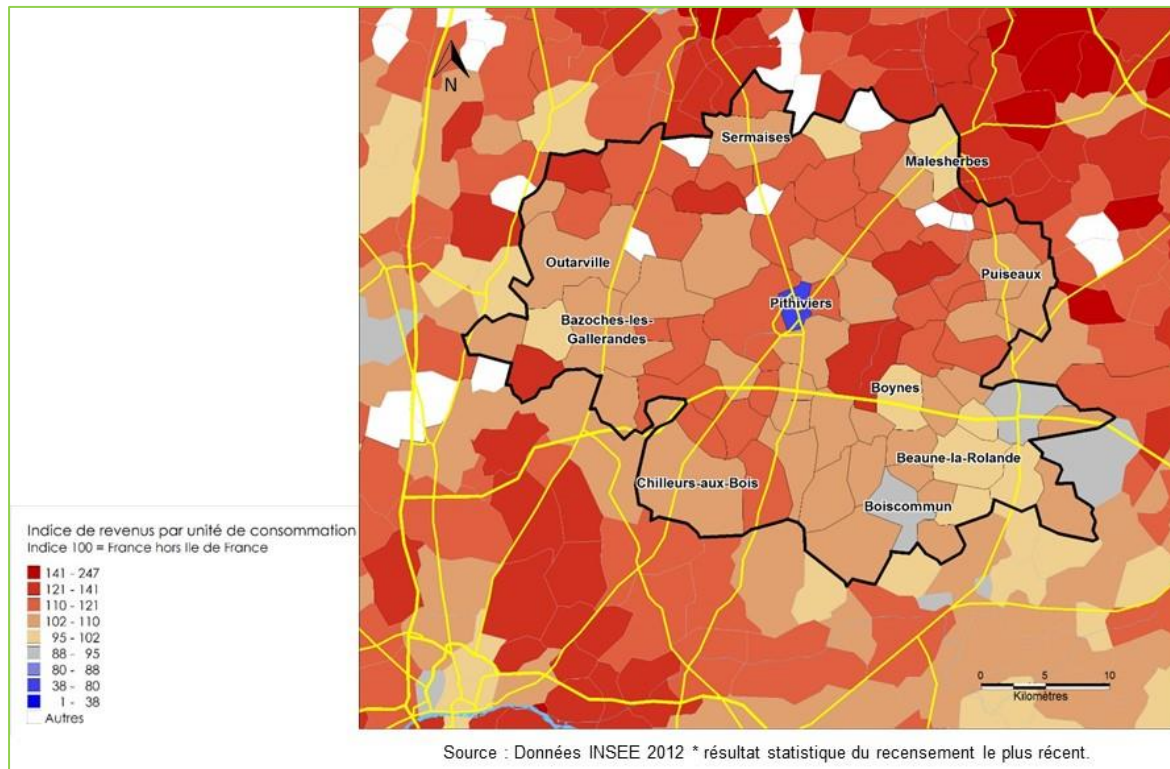 N
Sermaises
Malesherbes
Outarville
Puiseaux
Pithiviers
Bazoches-les-
Gallerandes
Boynes
Beaune-la-Rolande
Chilleurs-aux-Bois
Boiscommun
Indice de revenus par unité de consommation
Indice 100 = France hors Ile de France
141 - 247
121 - 141
110 - 121
102 - 110
95 - 102
88 - 95
80 - 88
38 - 80
1 - 38
Autres
0 5 10
Kilomètres
Source : Données INSEE 2012 * résultat statistique du recensement le plus récent.